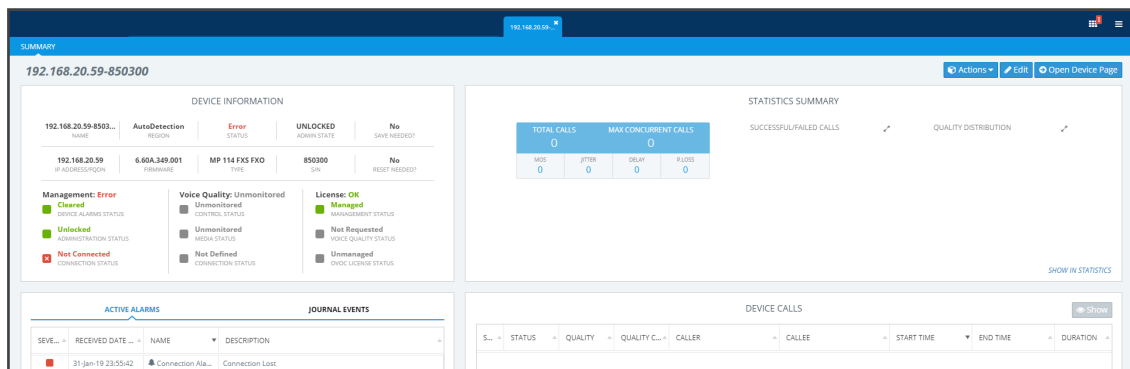 192.168.20.59-...
1
SUMMARY
192.168.20.59-850300
Actions
Edit
Open Device Page
DEVICE INFORMATION
192.168.20.59-8503... AutoDetection Error UNLOCKED No
NAME REGION STATUS ADMIN STATE SAVE NEEDED?
192.168.20.59 6.60A.349.001 MP 114 FXS FXO 850300 No
IP ADDRESS/FQDN FIRMWARE TYPE S/N RESET NEEDED?
Management: Error Voice Quality: Unmonitored License: OK
Cleared Unmonitored Managed
DEVICE ALARMS STATUS CONTROL STATUS MANAGEMENT STATUS
Unlocked Unmonitored Not Requested
ADMINISTRATION STATUS MEDIA STATUS VOICE QUALITY STATUS
Not Connected Not Defined Unmanaged
CONNECTION STATUS CONNECTION STATUS OVOC LICENSE STATUS
STATISTICS SUMMARY
TOTAL CALLS MAX CONCURRENT CALLS
0 0
MOS JITTER DELAY P.LOSS
0 0 0 0
SUCCESSFUL/FAILED CALLS QUALITY DISTRIBUTION
SHOW IN STATISTICS
ACTIVE ALARMS JOURNAL EVENTS
SEVE... RECEIVED DATE ... NAME DESCRIPTION
31-Jan-19 23:55:42 Connection Ala... Connection Lost
DEVICE CALLS
Show
S... STATUS QUALITY QUALITY C... CALLER CALLEE START TIME END TIME DURATION